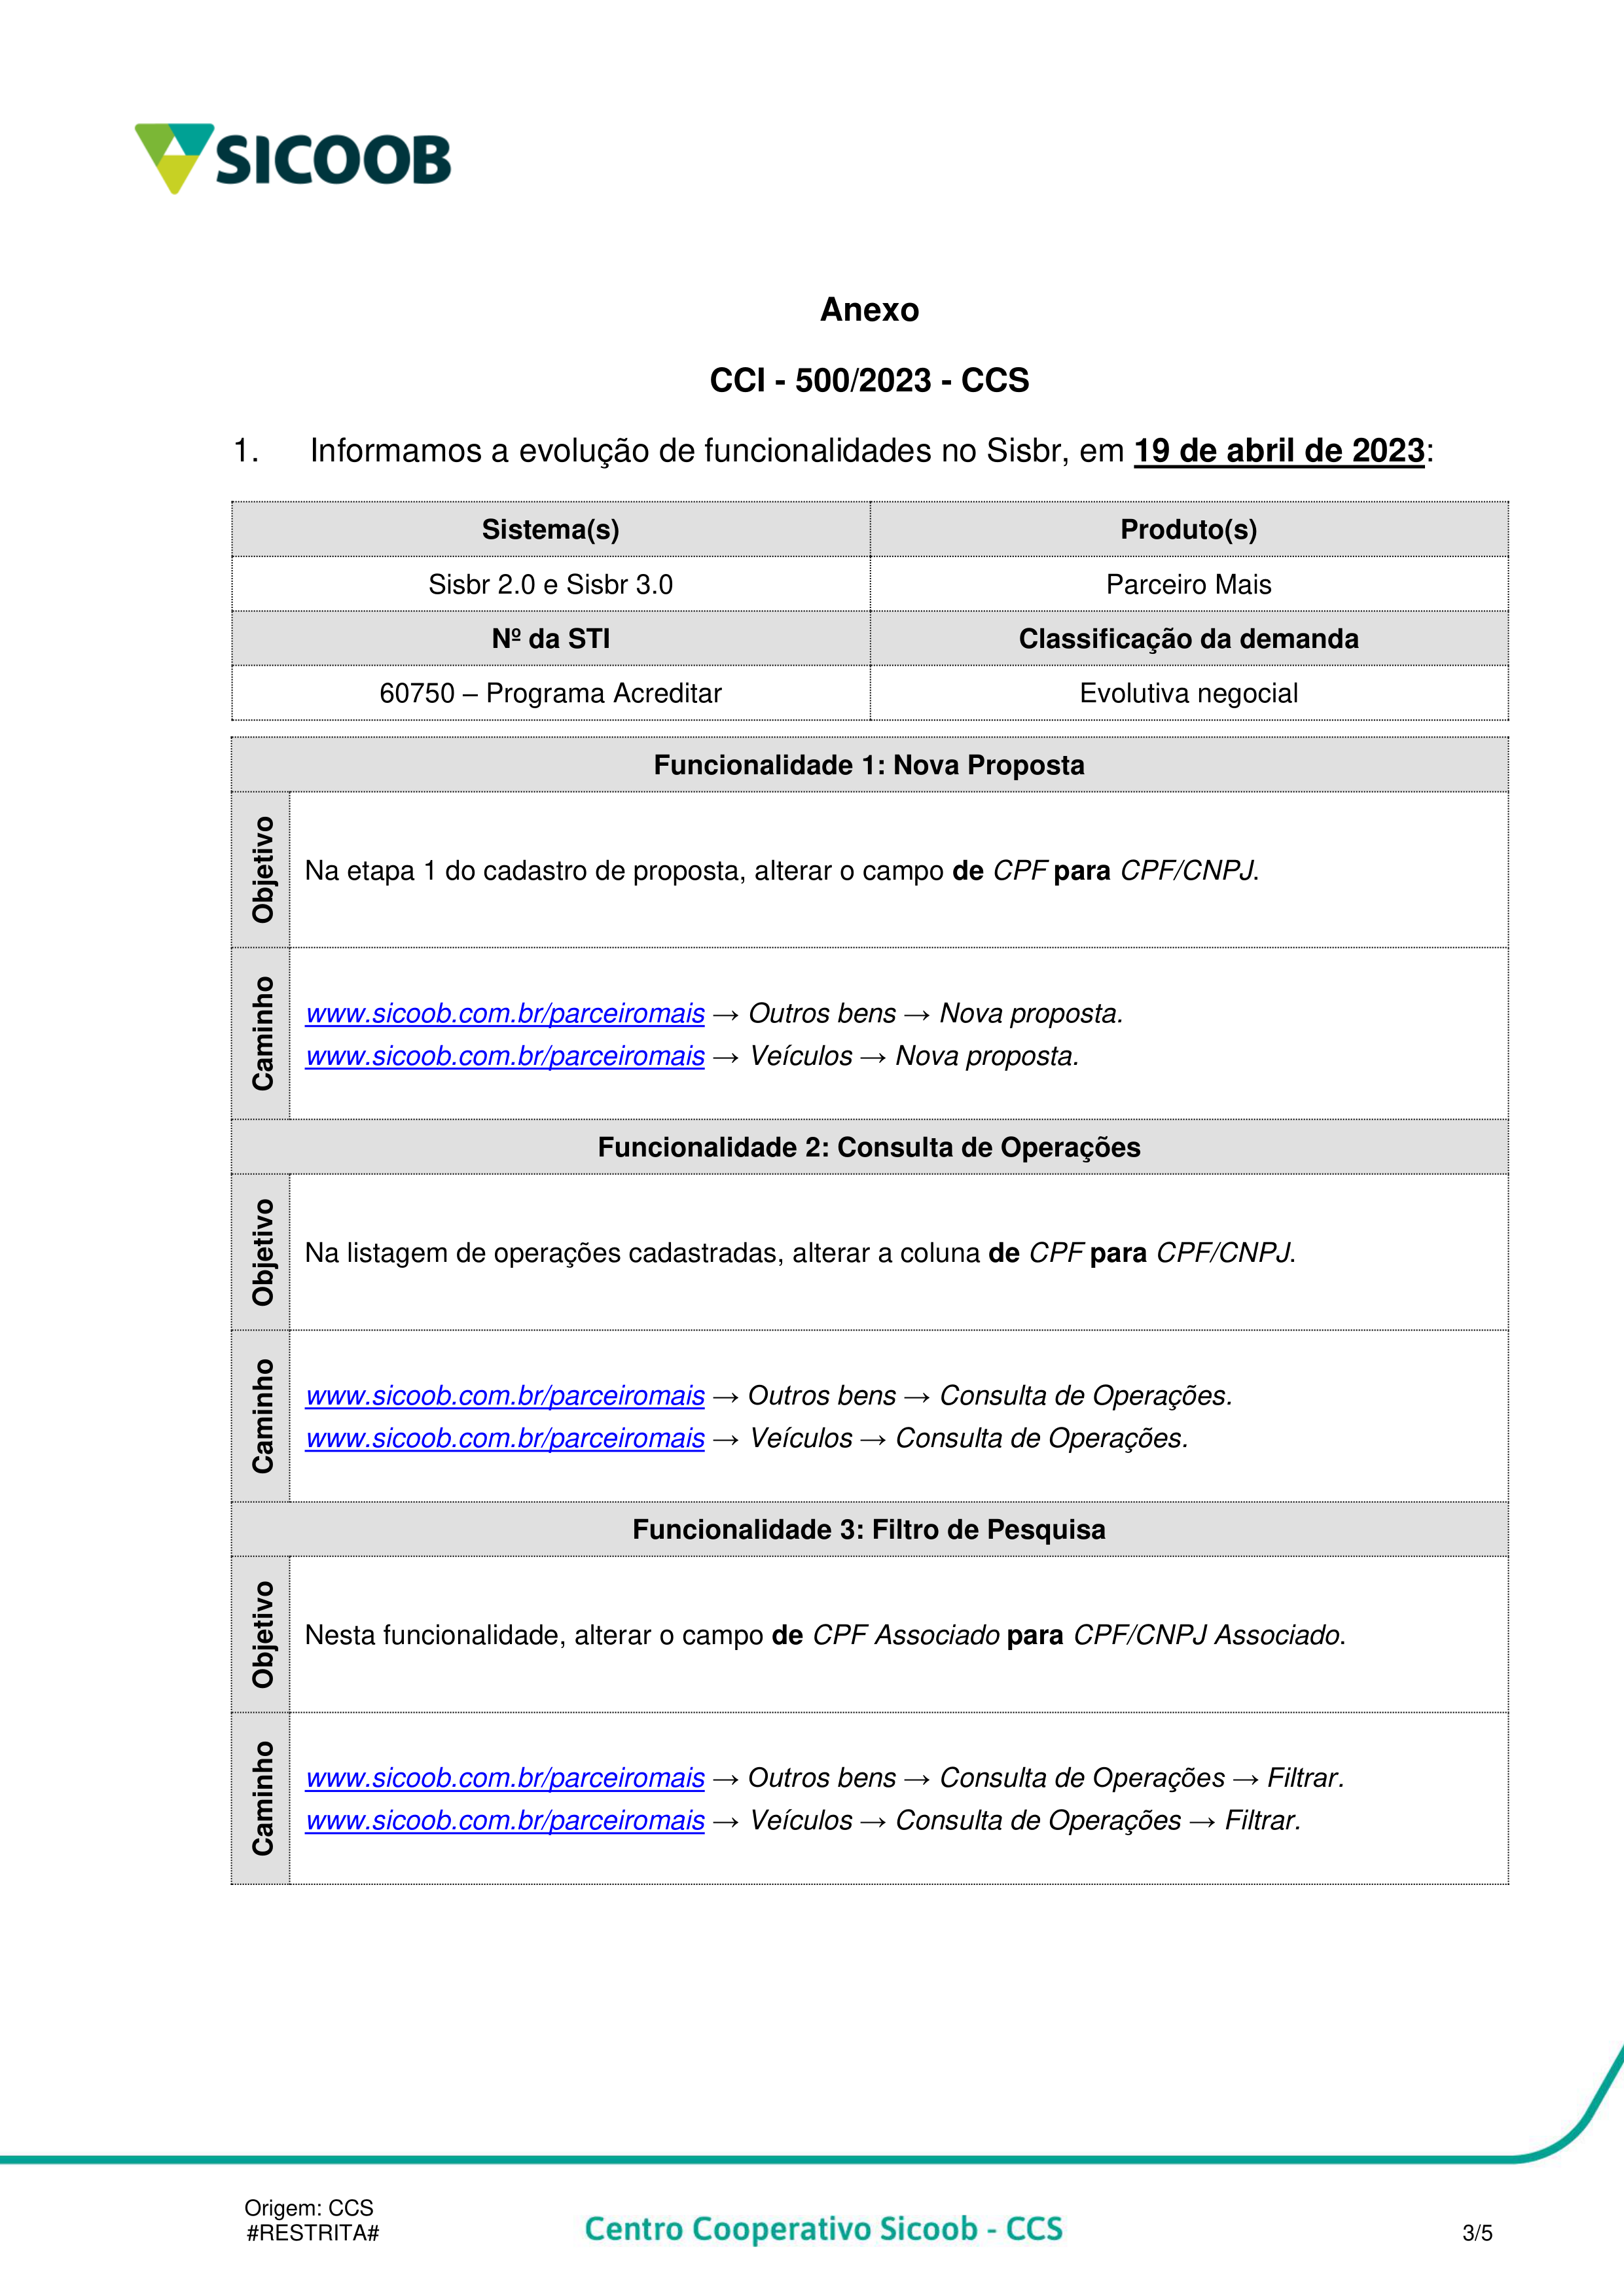 SICOOB
Anexo
CCI - 500/2023 - CCS
1. Informamos a evolução de funcionalidades no Sisbr, em 19 de abril de 2023:
Sistema(s) Produto(s)
Sisbr 2.0 e Sisbr 3.0 Parceiro Mais
Nº da STI Classificação da demanda
60750 – Programa Acreditar Evolutiva negocial
Funcionalidade 1: Nova Proposta
Objetivo
Na etapa 1 do cadastro de proposta, alterar o campo de CPF para CPF/CNPJ.
Caminho
www.sicoob.com.br/parceiromais → Outros bens → Nova proposta.
www.sicoob.com.br/parceiromais → Veículos → Nova proposta.
Funcionalidade 2: Consulta de Operações
Objetivo
Na listagem de operações cadastradas, alterar a coluna de CPF para CPF/CNPJ.
Caminho
www.sicoob.com.br/parceiromais → Outros bens → Consulta de Operações.
www.sicoob.com.br/parceiromais → Veículos → Consulta de Operações.
Funcionalidade 3: Filtro de Pesquisa
Objetivo
Nesta funcionalidade, alterar o campo de CPF Associado para CPF/CNPJ Associado.
Caminho
www.sicoob.com.br/parceiromais → Outros bens → Consulta de Operações → Filtrar.
www.sicoob.com.br/parceiromais → Veículos → Consulta de Operações → Filtrar.
Origem: CCS
#RESTRITA#
Centro Cooperativo Sicoob - CCS
3/5